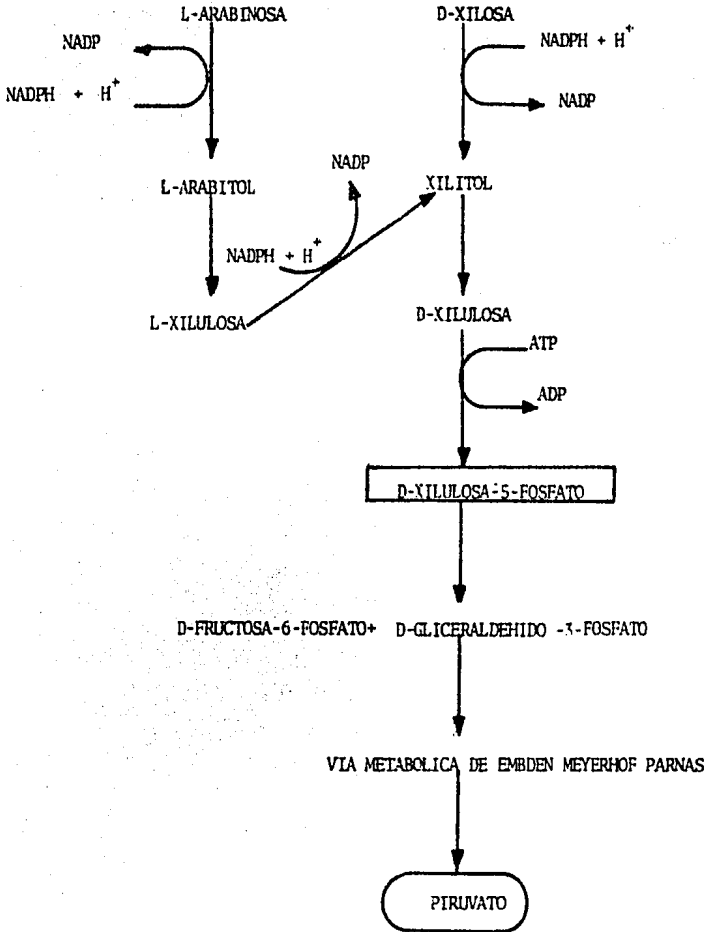 L-ARABINOSA
D-XILOSA
NADP
NADPH + H+
NADPH + H+
NADP
L-ARABITOL
NADP
XILITOL
NADPH + H+
L-XILULOSA
D-XILULOSA
ATP
ADP
D-XILULOSA-5-FOSFATO
D-FRUCTOSA-6-FOSFATO+ D-GLICERALDEHIDO -3-FOSFATO
VIA METABOLICA DE EMBDEN MEYERHOF PARNAS
PIRUVATO